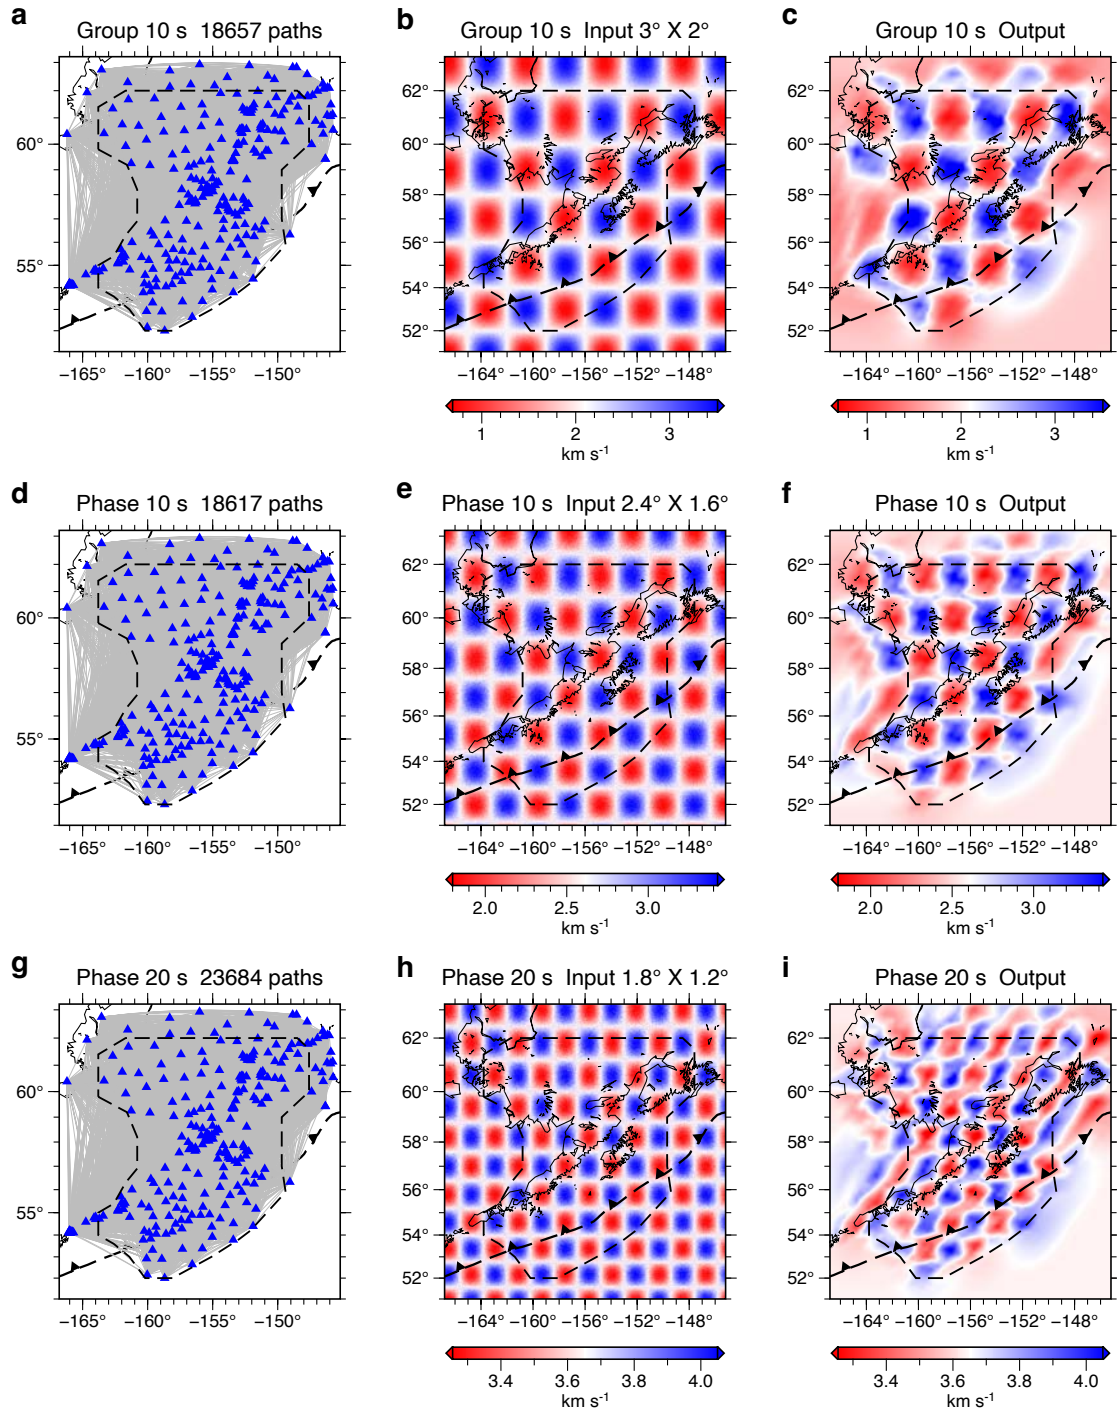 a
Group 10 s 18657 paths
60°
55°
−165° −160° −155° −150°
b
Group 10 s Input 3° X 2°
62°
60°
58°
56°
54°
52°
−164° −160° −156° −152° −148°
1 2 3
km s⁻¹
c
Group 10 s Output
62°
60°
58°
56°
54°
52°
−164° −160° −156° −152° −148°
1 2 3
km s⁻¹
d
Phase 10 s 18617 paths
60°
55°
−165° −160° −155° −150°
e
Phase 10 s Input 2.4° X 1.6°
62°
60°
58°
56°
54°
52°
−164° −160° −156° −152° −148°
2.0 2.5 3.0
km s⁻¹
f
Phase 10 s Output
62°
60°
58°
56°
54°
52°
−164° −160° −156° −152° −148°
2.0 2.5 3.0
km s⁻¹
g
Phase 20 s 23684 paths
60°
55°
−165° −160° −155° −150°
h
Phase 20 s Input 1.8° X 1.2°
62°
60°
58°
56°
54°
52°
−164° −160° −156° −152° −148°
3.4 3.6 3.8 4.0
km s⁻¹
i
Phase 20 s Output
62°
60°
58°
56°
54°
52°
−164° −160° −156° −152° −148°
3.4 3.6 3.8 4.0
km s⁻¹